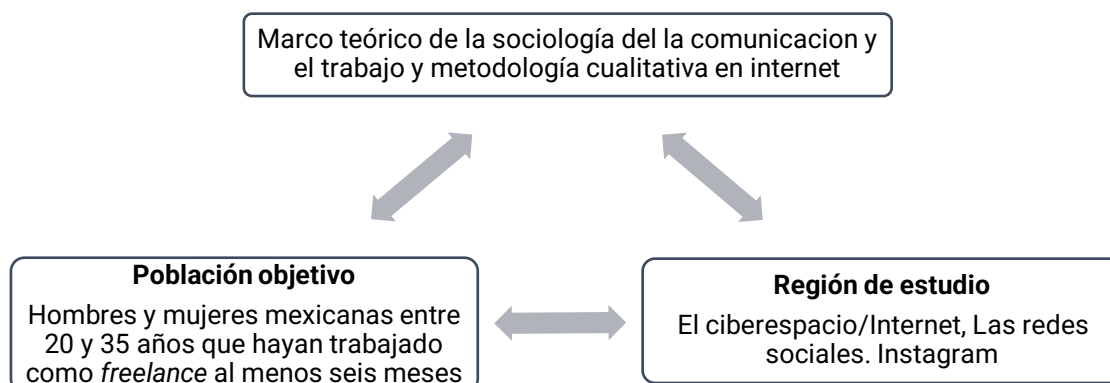 Marco teórico de la sociología del la comunicacion y
el trabajo y metodología cualitativa en internet
Población objetivo
Hombres y mujeres mexicanas entre
20 y 35 años que hayan trabajado
como freelance al menos seis meses
Región de estudio
El ciberespacio/Internet, Las redes
sociales. Instagram